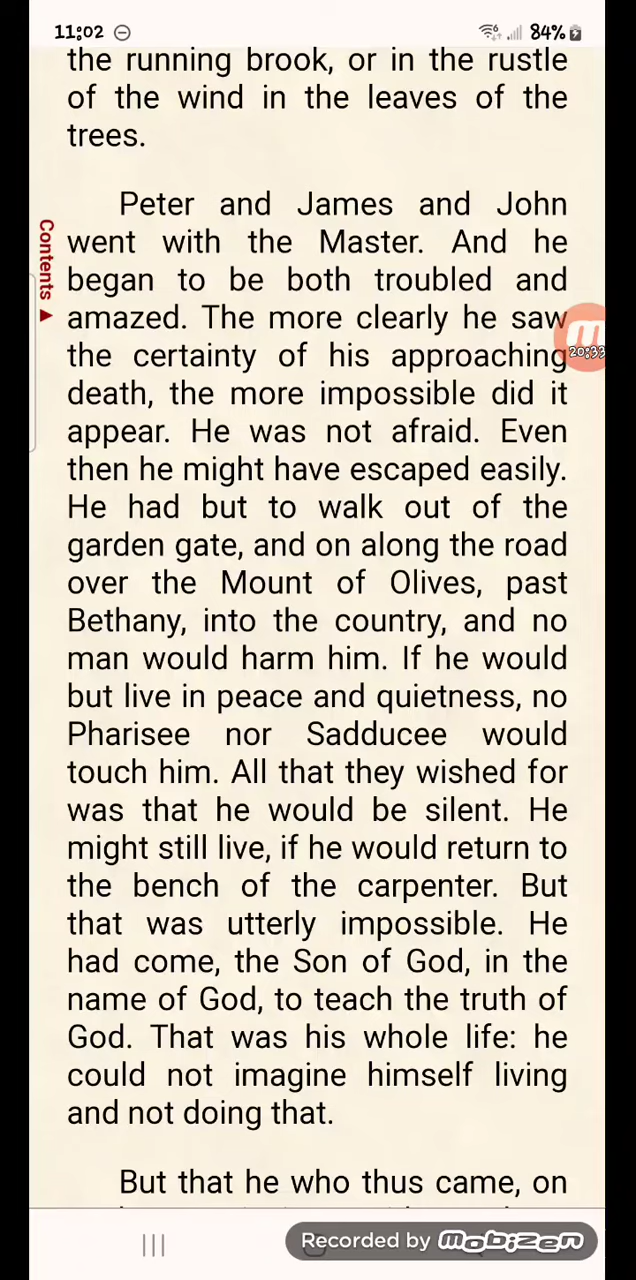 11:02
84%
the running brook, or in the rustle
of the wind in the leaves of the
trees.
Contents
Peter and James and John
went with the Master. And he
began to be both troubled and
amazed. The more clearly he saw
the certainty of his approaching
death, the more impossible did it
appear. He was not afraid. Even
then he might have escaped easily.
He had but to walk out of the
garden gate, and on along the road
over the Mount of Olives, past
Bethany, into the country, and no
man would harm him. If he would
but live in peace and quietness, no
Pharisee nor Sadducee would
touch him. All that they wished for
was that he would be silent. He
might still live, if he would return to
the bench of the carpenter. But
that was utterly impossible. He
had come, the Son of God, in the
name of God, to teach the truth of
God. That was his whole life: he
could not imagine himself living
and not doing that.
But that he who thus came, on
20:33
Recorded by mobizen